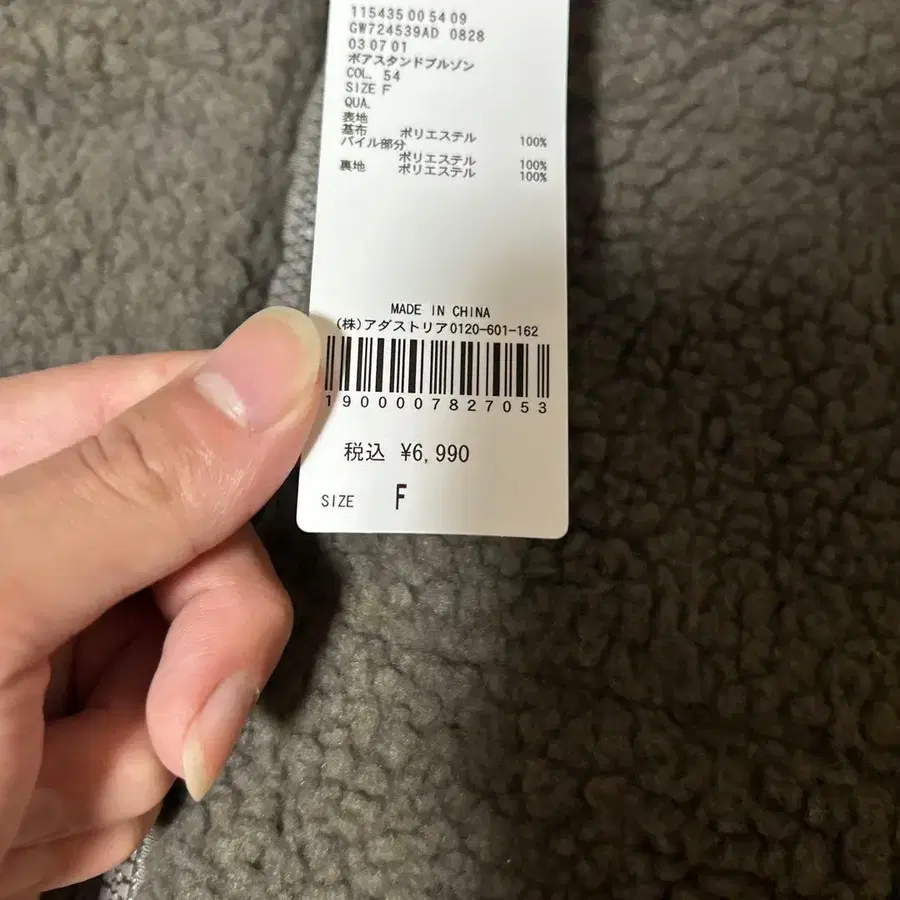 115435 00 54 09
GW724539AD 0828
03 07 01
ボアスタンドブルゾン
COL. 54
SIZE F
QUA.
表地
基布 ポリエステル 100%
パイル部分
ポリエステル 100%
裏地 ポリエステル 100%
MADE IN CHINA
(株)アダストリア0120-601-162
1900007827053
税込 ¥6,990
SIZE F